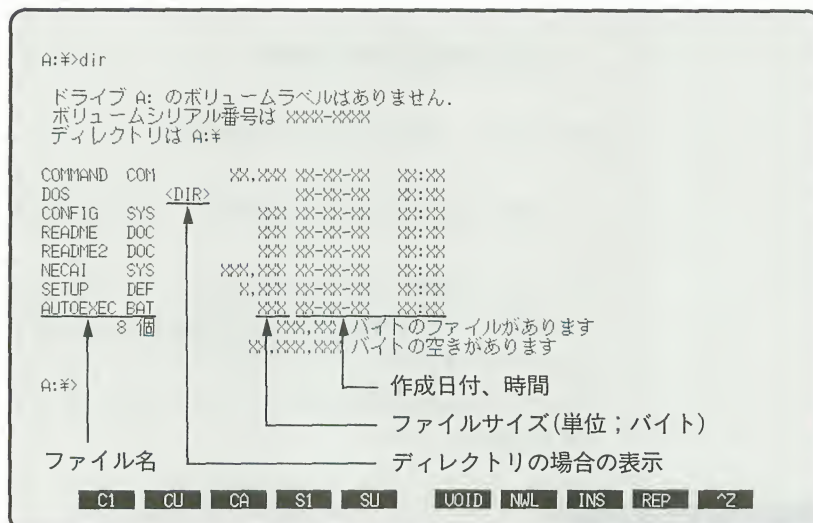 A:¥>dir
ドライブ A: のボリュームラベルはありません.
ボリュームシリアル番号は XXXX-XXXX
ディレクトリは A:¥
COMMAND COM XX,XXX XX-XX-XX XX:XX
DOS <DIR> XX-XX-XX XX:XX
CONFIG SYS XXX XX-XX-XX XX:XX
README DOC XXX XX-XX-XX XX:XX
README2 DOC XXX XX-XX-XX XX:XX
NECAI SYS XXX,XXX XX-XX-XX XX:XX
SETUP DEF X,XXX XX-XX-XX XX:XX
AUTOEXEC BAT XXX XX-XX-XX XX:XX
8 個 XXX,XXX バイトのファイルがあります
XX,XXX,XXX バイトの空きがあります
A:¥>
作成日付、時間
ファイルサイズ(単位;バイト)
ファイル名
ディレクトリの場合の表示
C1 CU CA S1 SU VOID NWL INS REP ^Z